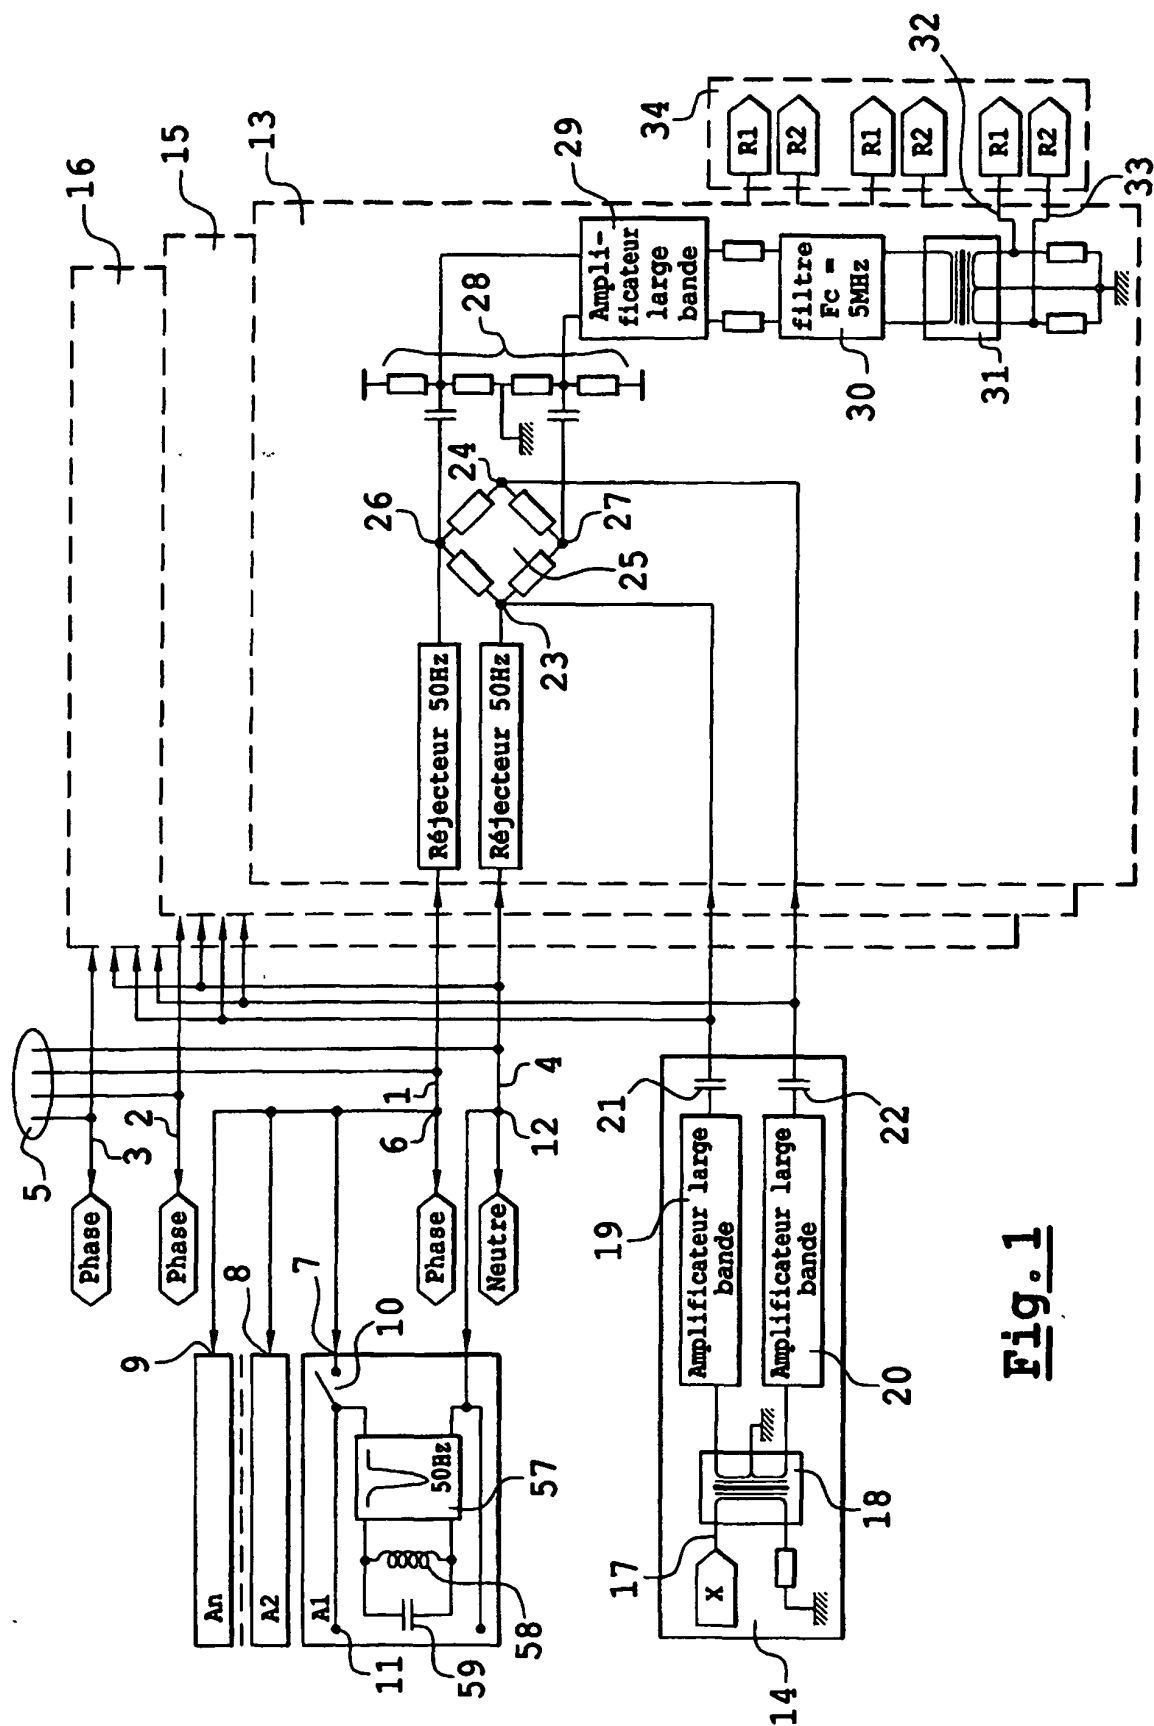 16
15
13
34
32
R1
R2
R1
R2
R1
R2
33
29
Ampli-
ficateur
large
bande
28
filtre
Fc =
5MHz
30
31
26
24
27
25
23
Réjecteur 50Hz
Réjecteur 50Hz
5
3
2
1
4
6
12
Phase
Phase
Phase
Neutre
9
8
7
10
An
A2
A1
50Hz
57
58
59
11
21
22
19
Amplificateur large
bande
Amplificateur large
bande
20
17
X
18
14
Fig.1